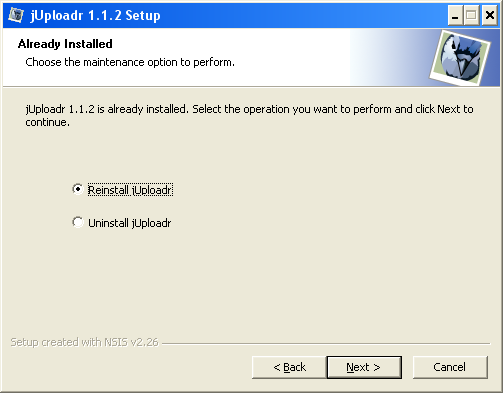 jUploadr 1.1.2 Setup
Already Installed
Choose the maintenance option to perform.
jUploadr 1.1.2 is already installed. Select the operation you want to perform and click Next to
continue.
Reinstall jUploadr
Uninstall jUploadr
Setup created with NSIS v2.26
< Back
Next >
Cancel